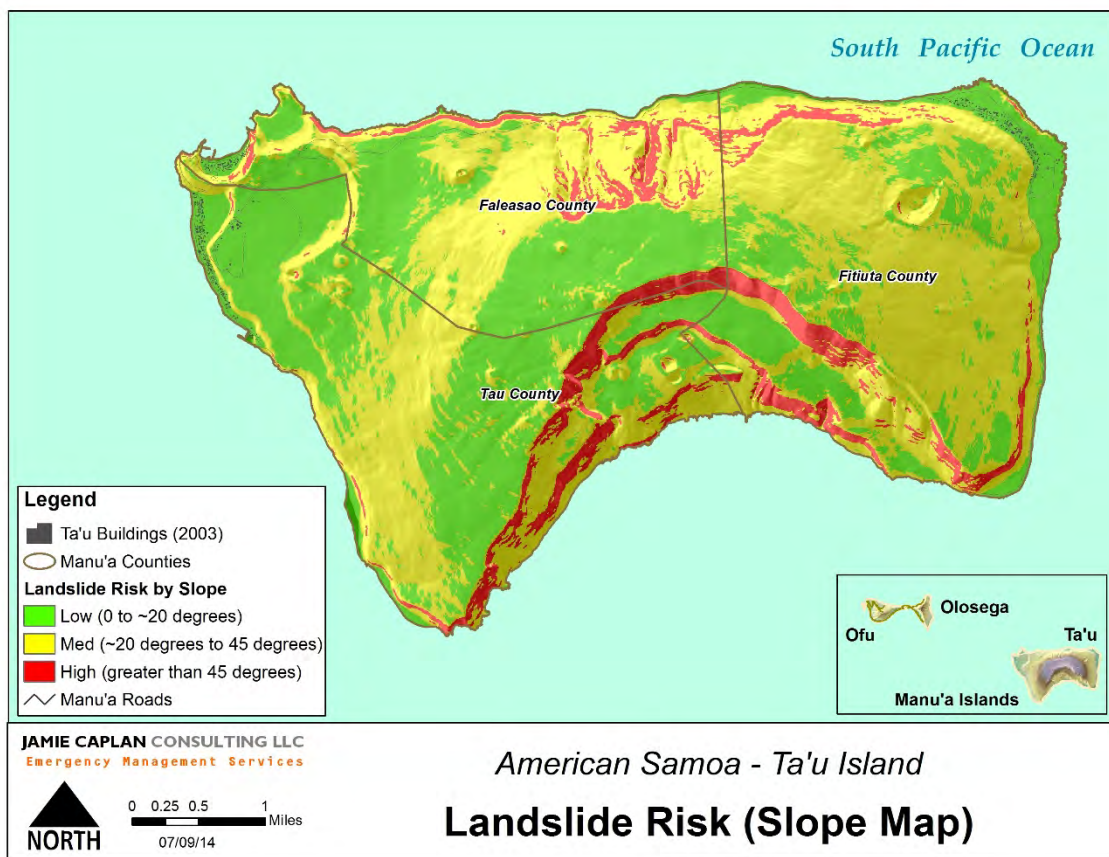 South Pacific Ocean
Faleasao County
Fitiuta County
Tau County
Legend
Ta'u Buildings (2003)
Manu'a Counties
Landslide Risk by Slope
Low (0 to ~20 degrees)
Med (~20 degrees to 45 degrees)
High (greater than 45 degrees)
Manu'a Roads
Olosega
Ofu
Ta'u
Manu'a Islands
JAMIE CAPLAN CONSULTING LLC
Emergency Management Services
NORTH
0 0.25 0.5 1
Miles
07/09/14
American Samoa - Ta'u Island
Landslide Risk (Slope Map)